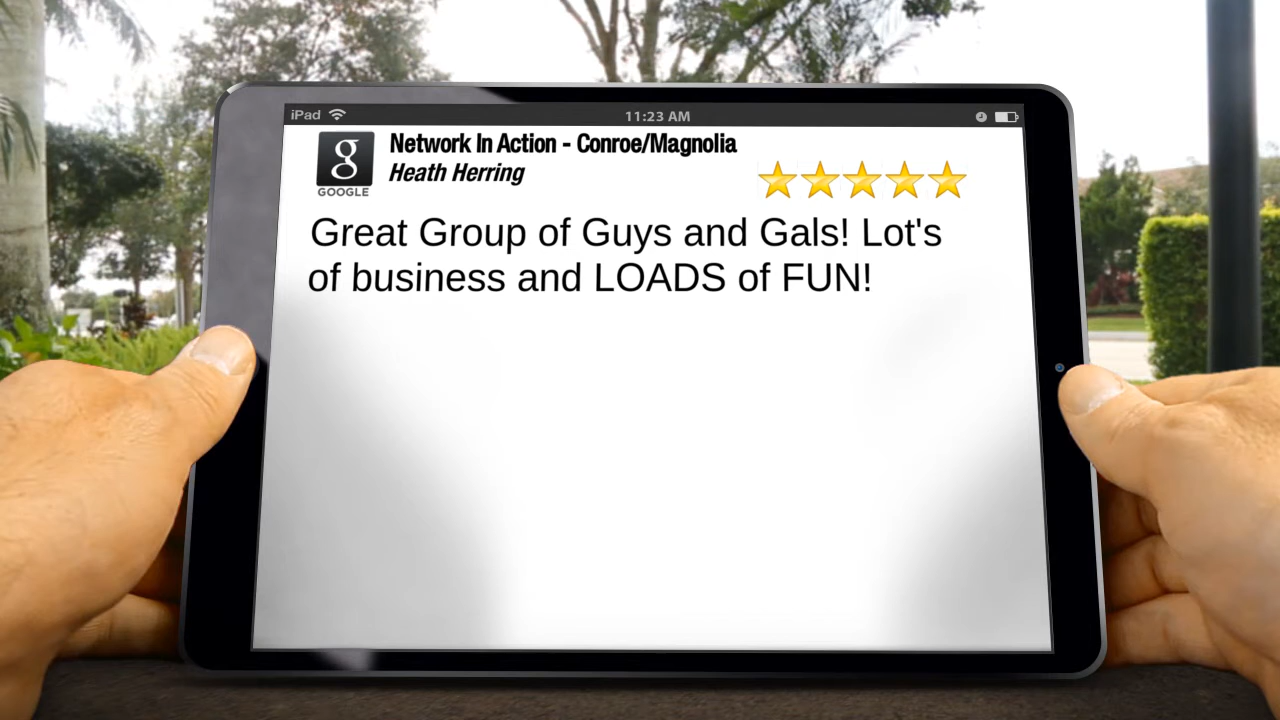 iPad 11:23 AM
g
GOOGLE
Network In Action - Conroe/Magnolia
Heath Herring
Great Group of Guys and Gals! Lot's
of business and LOADS of FUN!